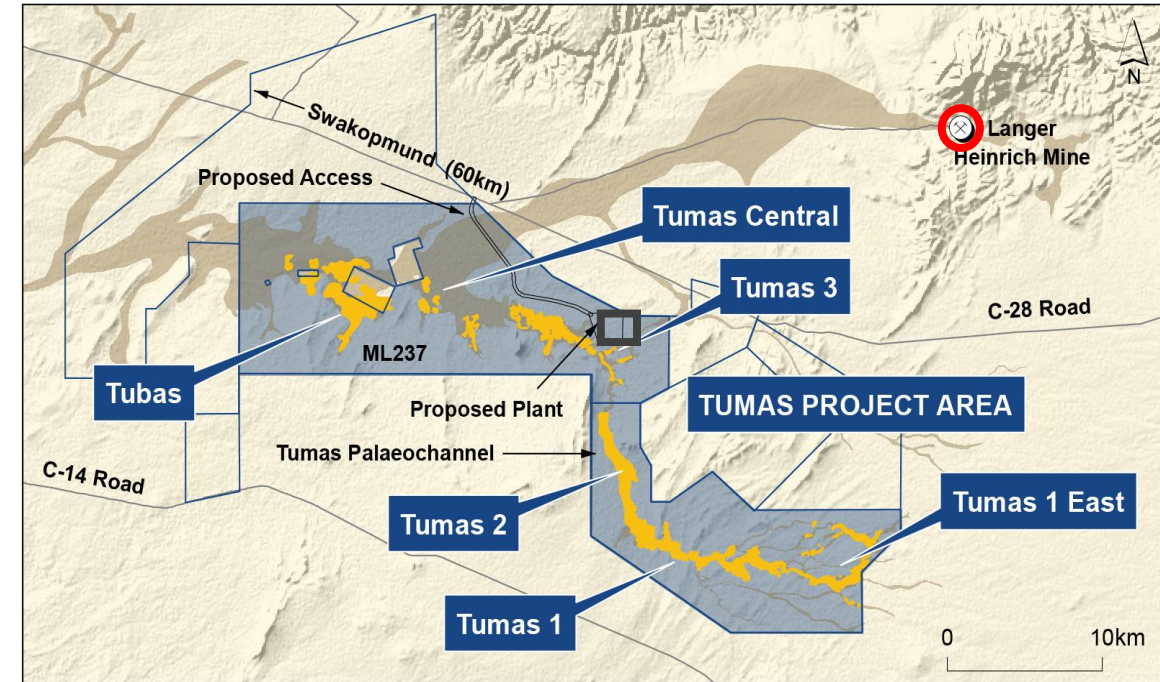 N
Langer
Heinrich Mine
Swakopmund (60km)
Proposed Access
Tumas Central
Tumas 3
C-28 Road
ML237
Tubas
Proposed Plant
TUMAS PROJECT AREA
Tumas Palaeochannel
C-14 Road
Tumas 2
Tumas 1 East
Tumas 1
0
10km